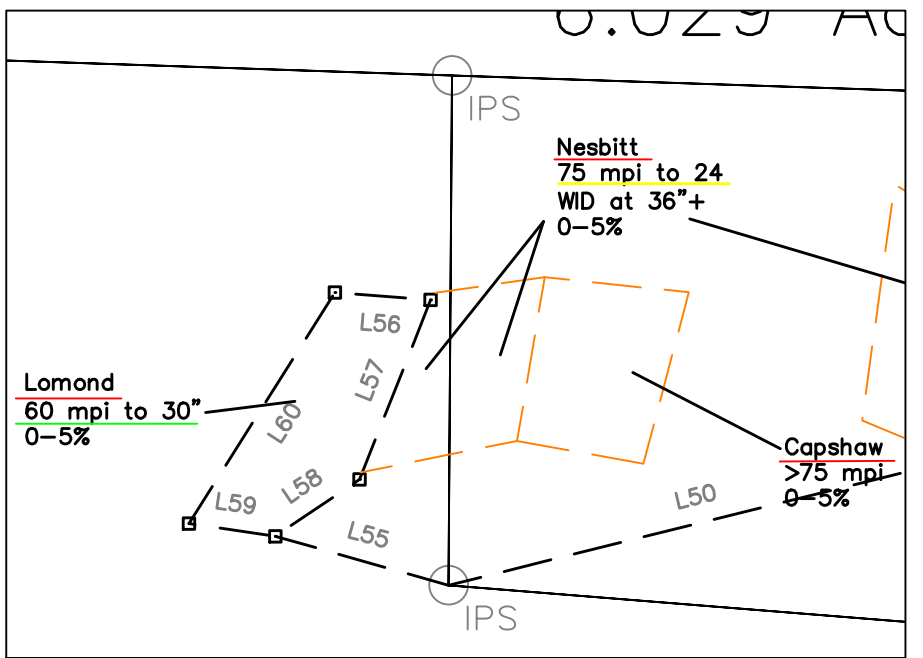 6.029 AC
IPS
Nesbitt
75 mpi to 24
WID at 36"+
0-5%
L56
L57
Lomond
60 mpi to 30"
0-5%
L60
Capshaw
>75 mpi
0-5%
L58
L59
L50
L55
IPS